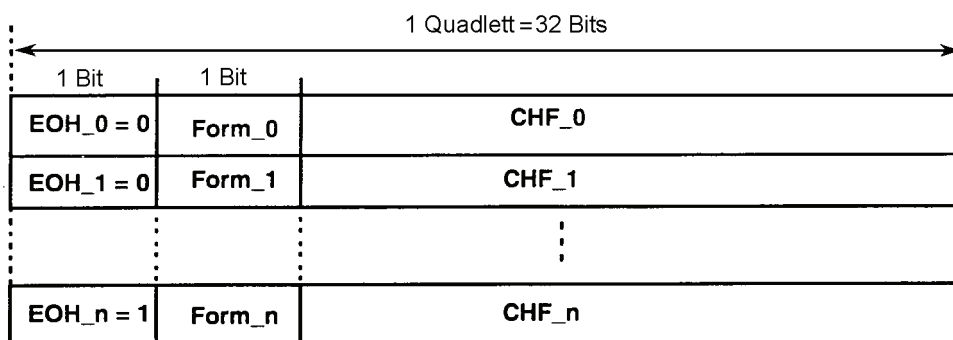 1 Quadlett=32 Bits
1 Bit 1 Bit
EOH_0 = 0 Form_0 CHF_0
EOH_1 = 0 Form_1 CHF_1
EOH_n = 1 Form_n CHF_n